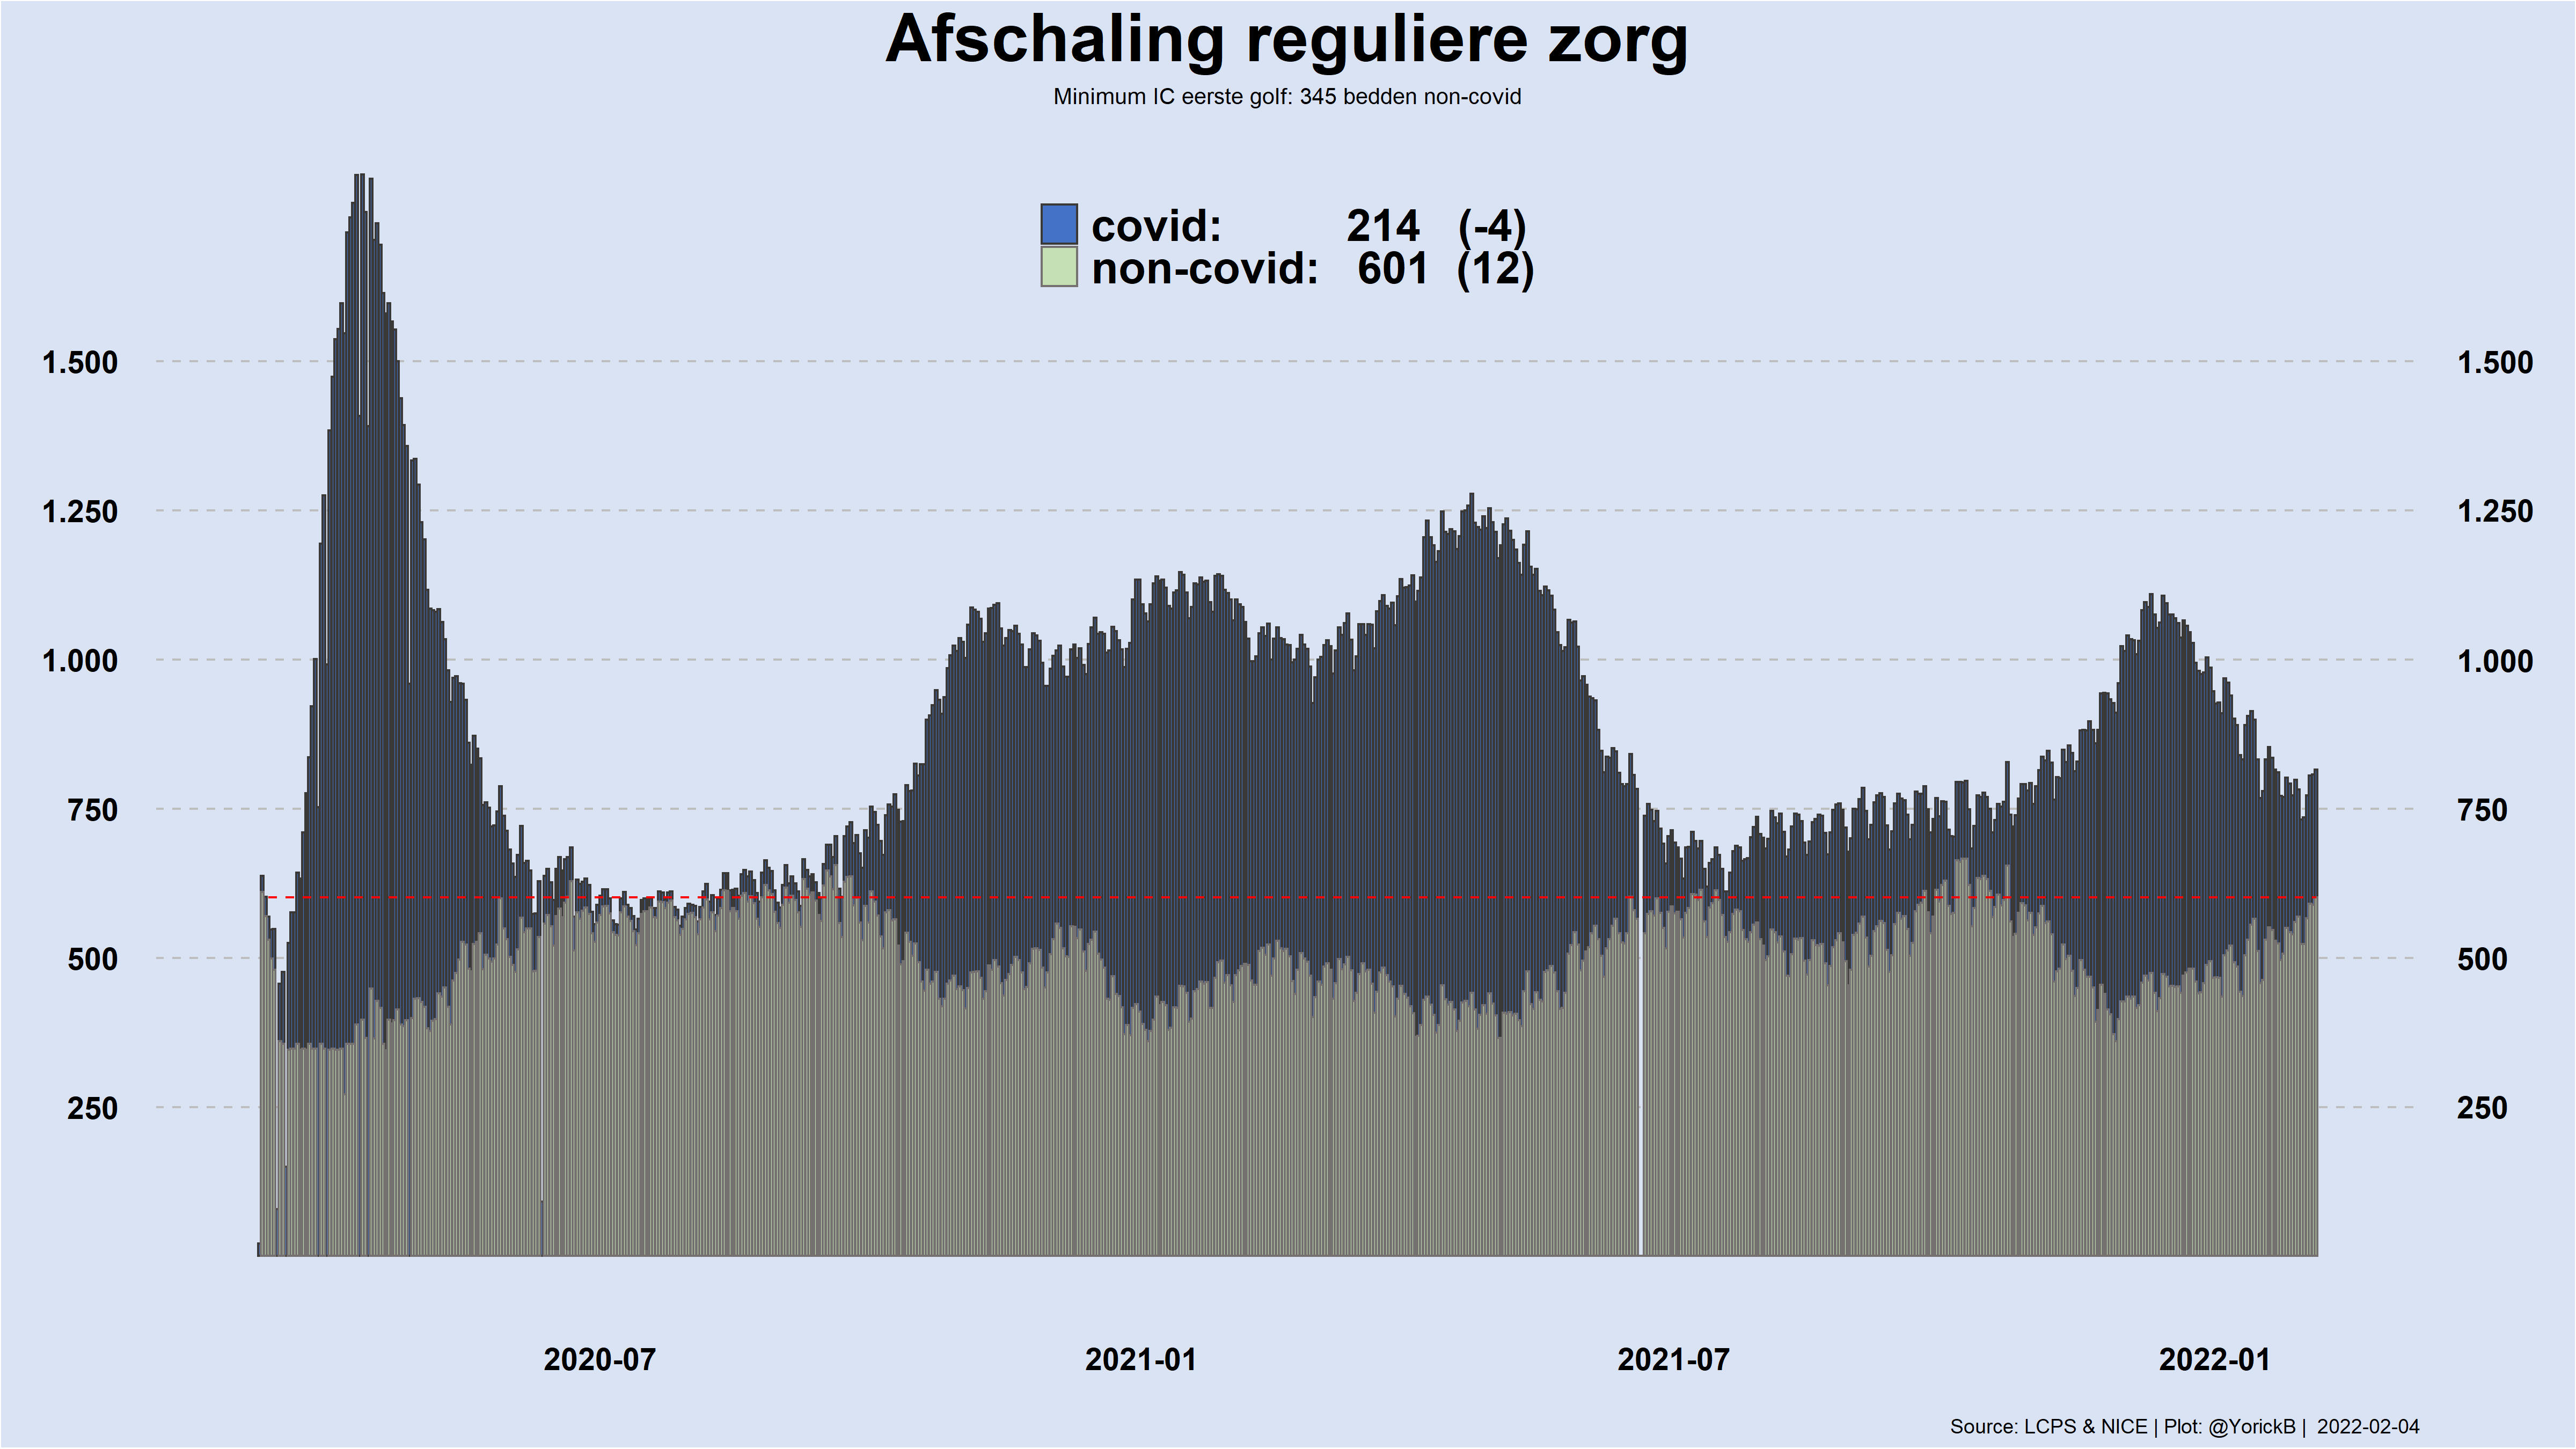 Afschaling reguliere zorg
Minimum IC eerste golf: 345 bedden non-covid
covid: 214 (-4)
non-covid: 601 (12)
1.500 1.500
1.250 1.250
1.000 1.000
750 750
500 500
250 250
2020-07 2021-01 2021-07 2022-01
Source: LCPS & NICE | Plot: @YorickB | 2022-02-04